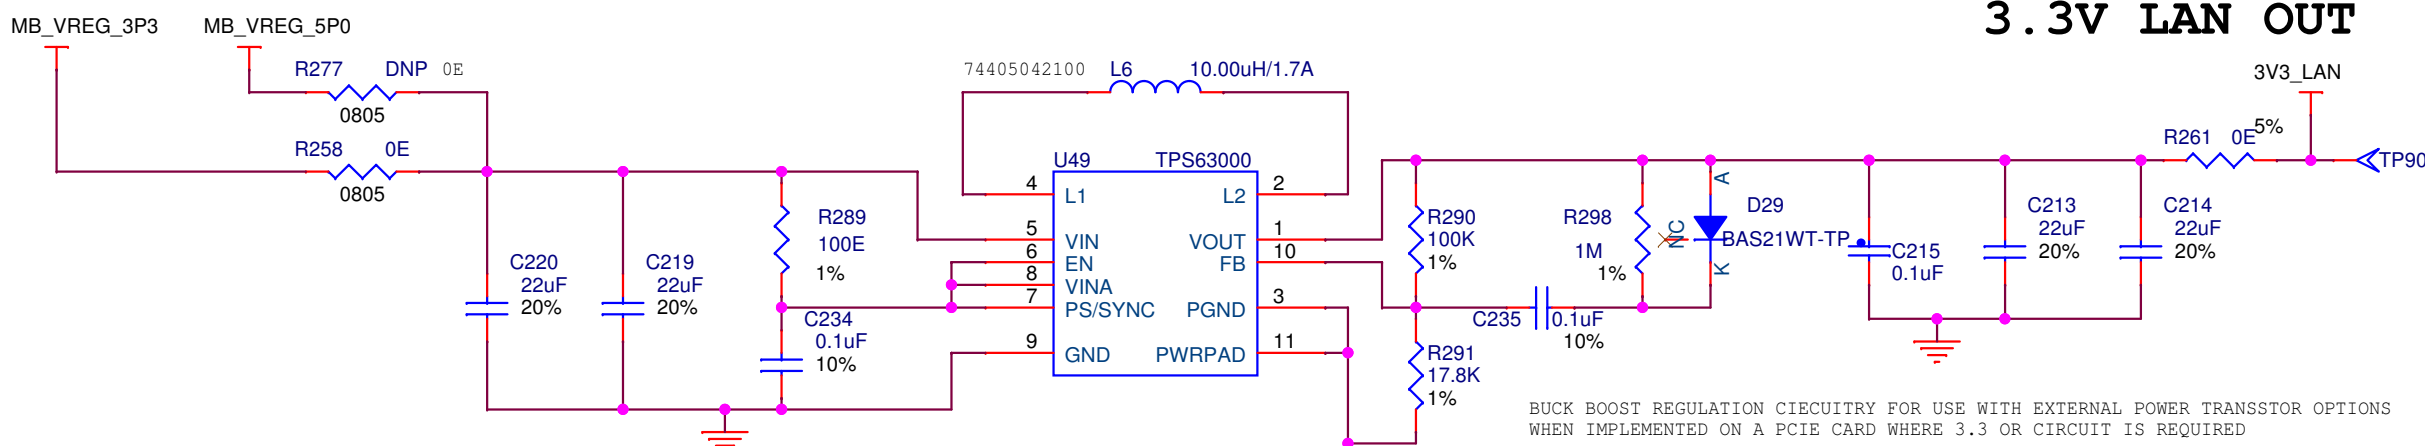 3.3V LAN OUT
MB_VREG_3P3
MB_VREG_5P0
R277 DNP 0E
0805
R258 0E
0805
74405042100 L6 10.00uH/1.7A
3V3_LAN
R261 0E 5%
TP90
U49 TPS63000
4 L1
L2 2
5 VIN
VOUT 1
6 EN
FB 10
8 VINA
7 PS/SYNC
PGND 3
9 GND
PWRPAD 11
R289
100E
1%
C220
22uF
20%
C219
22uF
20%
C234
0.1uF
10%
R290
100K
1%
R291
17.8K
1%
C235 0.1uF
10%
R298
1M
1%
NC
A
K
D29
BAS21WT-TP
C215
0.1uF
C213
22uF
20%
C214
22uF
20%
BUCK BOOST REGULATION CIECUITRY FOR USE WITH EXTERNAL POWER TRANSSTOR OPTIONS
WHEN IMPLEMENTED ON A PCIE CARD WHERE 3.3 OR CIRCUIT IS REQUIRED